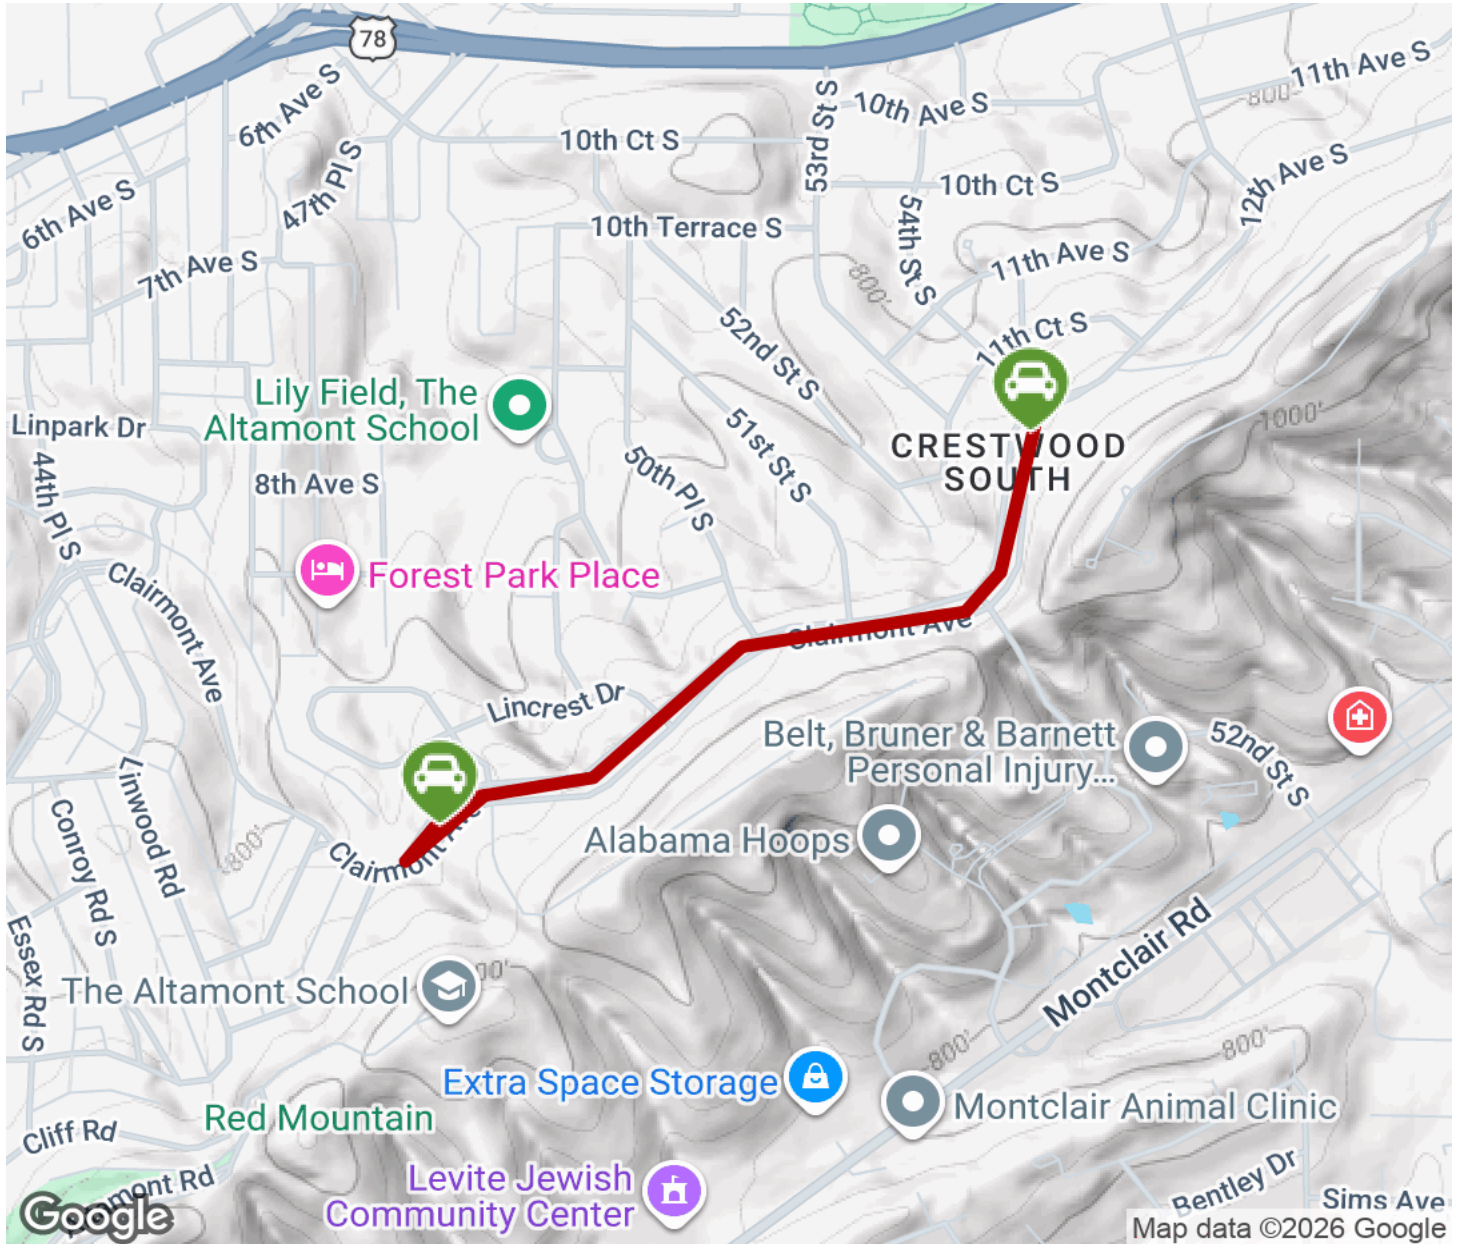 78
11th Ave S
800'
6th Ave S
10th Ave S
10th Ct S
53rd St S
47th Pl S
12th Ave S
10th Ct S
6th Ave S
54th St S
10th Terrace S
11th Ave S
7th Ave S
800'
52nd St S
11th Ct S
Lily Field, The
Altamont School
1000'
Linpark Dr
51st St S
CRESTWOOD
SOUTH
44th Pl S
8th Ave S
50th Pl S
Clairmont Ave
Forest Park Place
Clairmont Ave
Lincrest Dr
Belt, Bruner & Barnett
Personal Injury...
52nd St S
Linwood Rd
Conroy Rd S
800'
Clairmont Ave
Alabama Hoops
Essex Rd S
The Altamont School
00'
Montclair Rd
800'
800'
Extra Space Storage
Montclair Animal Clinic
Red Mountain
Cliff Rd
Levite Jewish
Community Center
mont Rd
Bentley Dr
Sims Ave
Google
Map data ©2026 Google